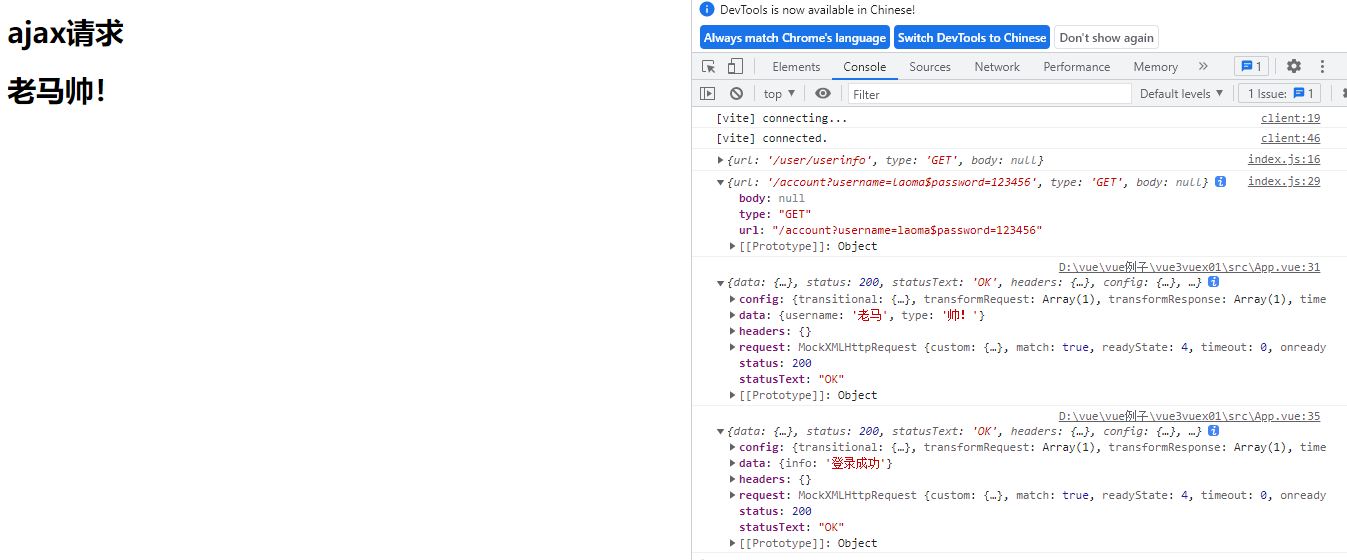 ajax请求
老马帅！
DevTools is now available in Chinese!
Always match Chrome's language Switch DevTools to Chinese Don't show again
Elements Console Sources Network Performance Memory » 1
top ▼ Filter Default levels ▼ 1 Issue: 1
[vite] connecting... client:19
[vite] connected. client:46
{url: '/user/userinfo', type: 'GET', body: null} index.js:16
{url: '/account?username=laoma$password=123456', type: 'GET', body: null} index.js:29
body: null
type: "GET"
url: "/account?username=laoma$password=123456"
[[Prototype]]: Object
D:\vue\vue例子\vue3vuex01\src\App.vue:31
{data: {…}, status: 200, statusText: 'OK', headers: {…}, config: {…}, …}
config: {transitional: {…}, transformRequest: Array(1), transformResponse: Array(1), time
data: {username: '老马', type: '帅！'}
headers: {}
request: MockXMLHttpRequest {custom: {…}, match: true, readyState: 4, timeout: 0, onready
status: 200
statusText: "OK"
[[Prototype]]: Object
D:\vue\vue例子\vue3vuex01\src\App.vue:35
{data: {…}, status: 200, statusText: 'OK', headers: {…}, config: {…}, …}
config: {transitional: {…}, transformRequest: Array(1), transformResponse: Array(1), time
data: {info: '登录成功'}
headers: {}
request: MockXMLHttpRequest {custom: {…}, match: true, readyState: 4, timeout: 0, onready
status: 200
statusText: "OK"
[[Prototype]]: Object